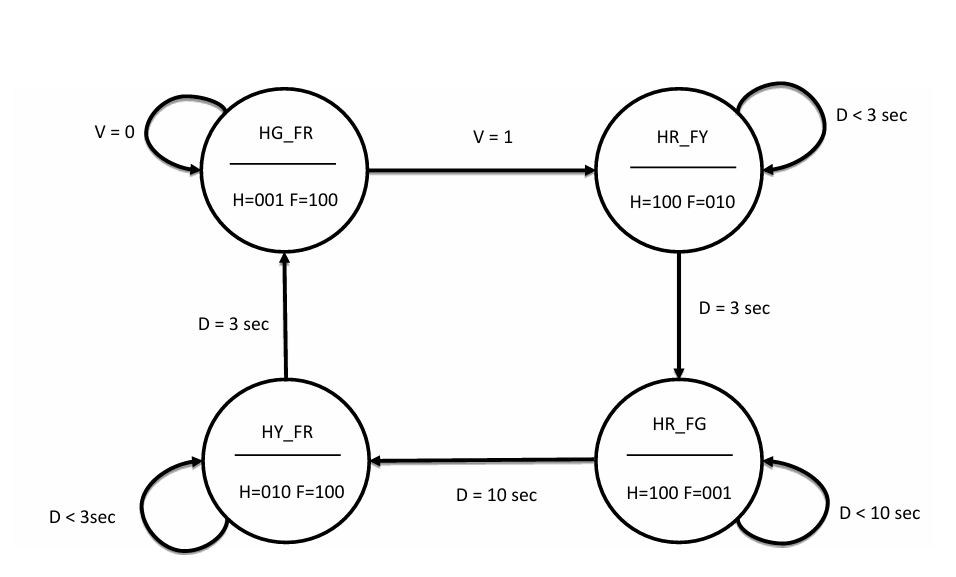 HG_FR
H=001 F=100
V = 0
V = 1
HR_FY
H=100 F=010
D < 3 sec
D = 3 sec
D = 3 sec
HY_FR
H=010 F=100
D < 3sec
D = 10 sec
HR_FG
H=100 F=001
D < 10 sec